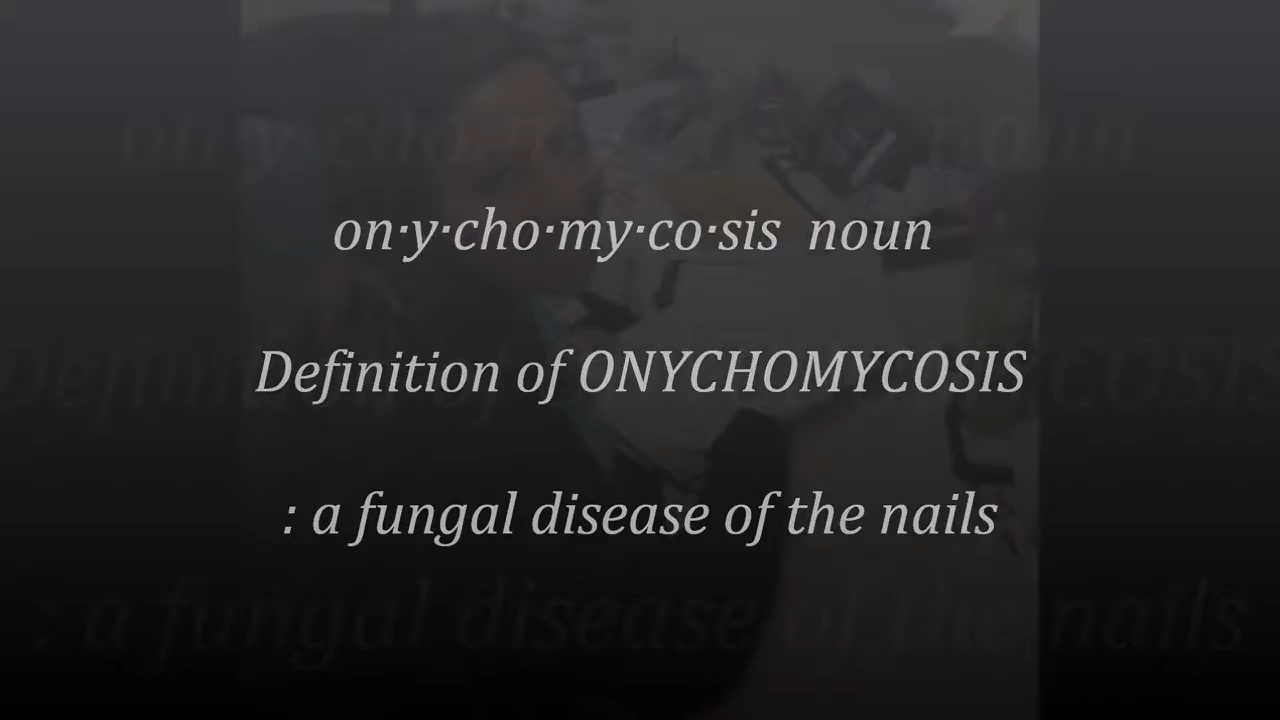 on·y·cho·my·co·sis noun
Definition of ONYCHOMYCOSIS
: a fungal disease of the nails